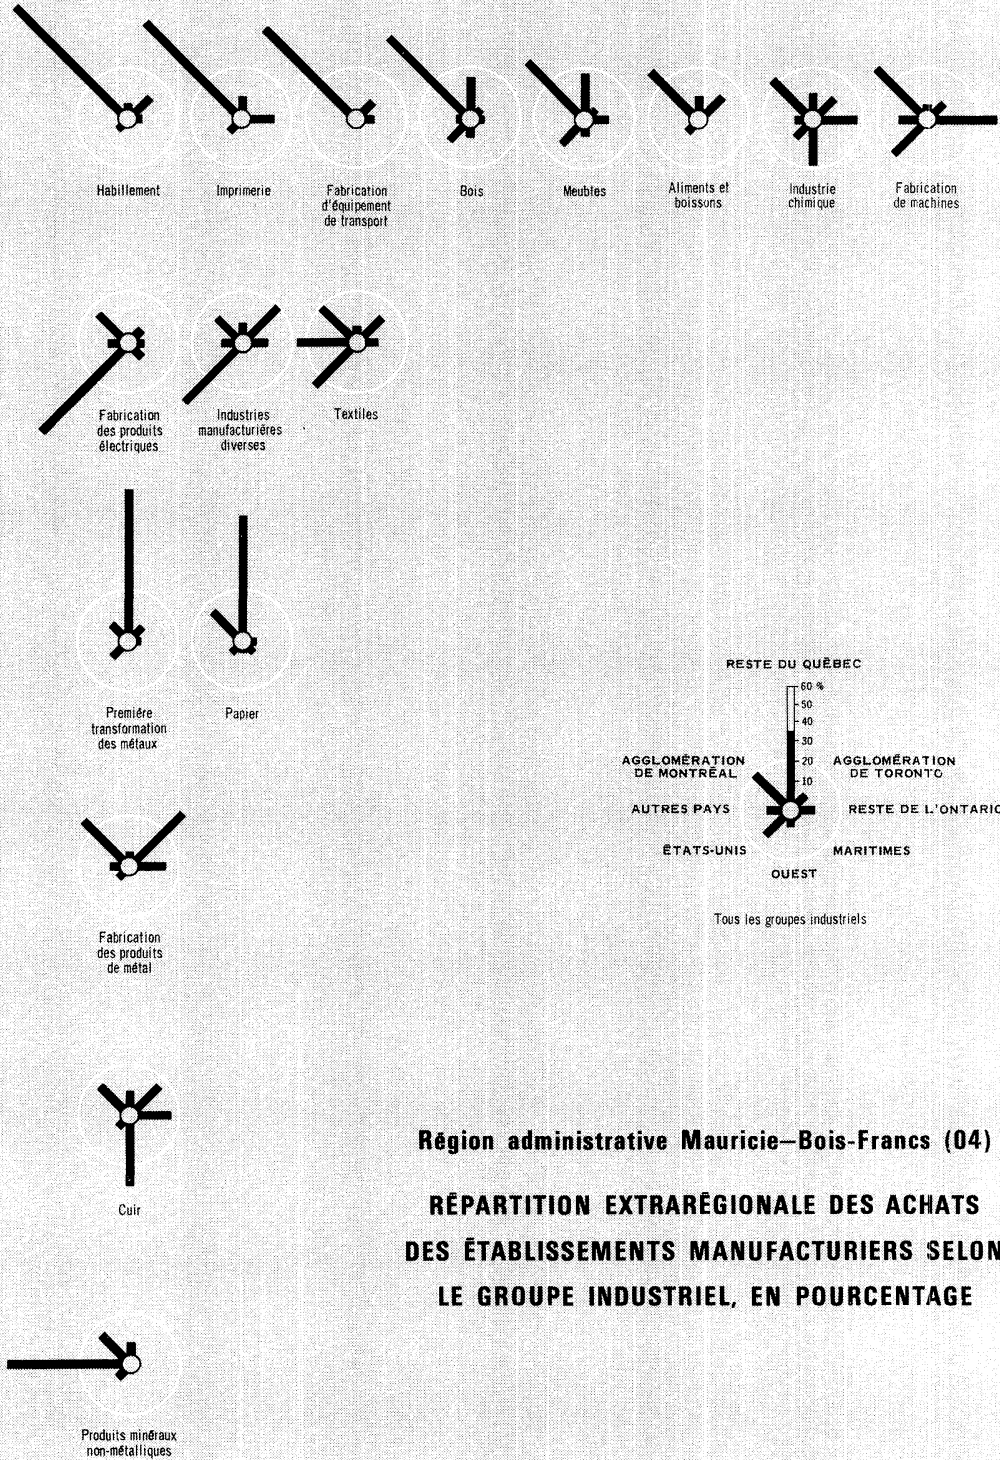 Habillement
Imprimerie
Fabrication
d'équipement
de transport
Bois
Meubles
Aliments et
boissons
Industrie
chimique
Fabrication
de machines
Fabrication
des produits
électriques
Industries
manufacturières
diverses
Textiles
Première
transformation
des métaux
Papier
RESTE DU QUÉBEC
60 %
50
40
30
20
10
AGGLOMÉRATION
DE MONTRÉAL
AGGLOMÉRATION
DE TORONTO
AUTRES PAYS
RESTE DE L'ONTARIO
ÉTATS-UNIS
MARITIMES
OUEST
Tous les groupes industriels
Fabrication
des produits
de métal
Cuir
Région administrative Mauricie—Bois-Francs (04)
RÉPARTITION EXTRARÉGIONALE DES ACHATS
DES ÉTABLISSEMENTS MANUFACTURIERS SELON
LE GROUPE INDUSTRIEL, EN POURCENTAGE
Produits minéraux
non-métalliques